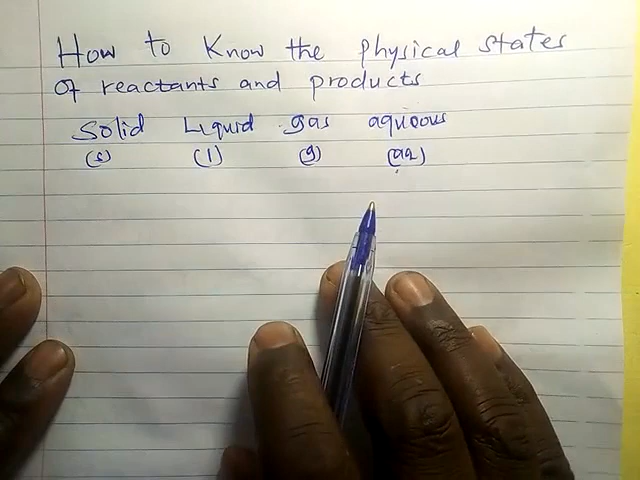 How to Know the physical states
of reactants and products
Solid Liquid gas aqueous
(s) (l) (g) (aq)